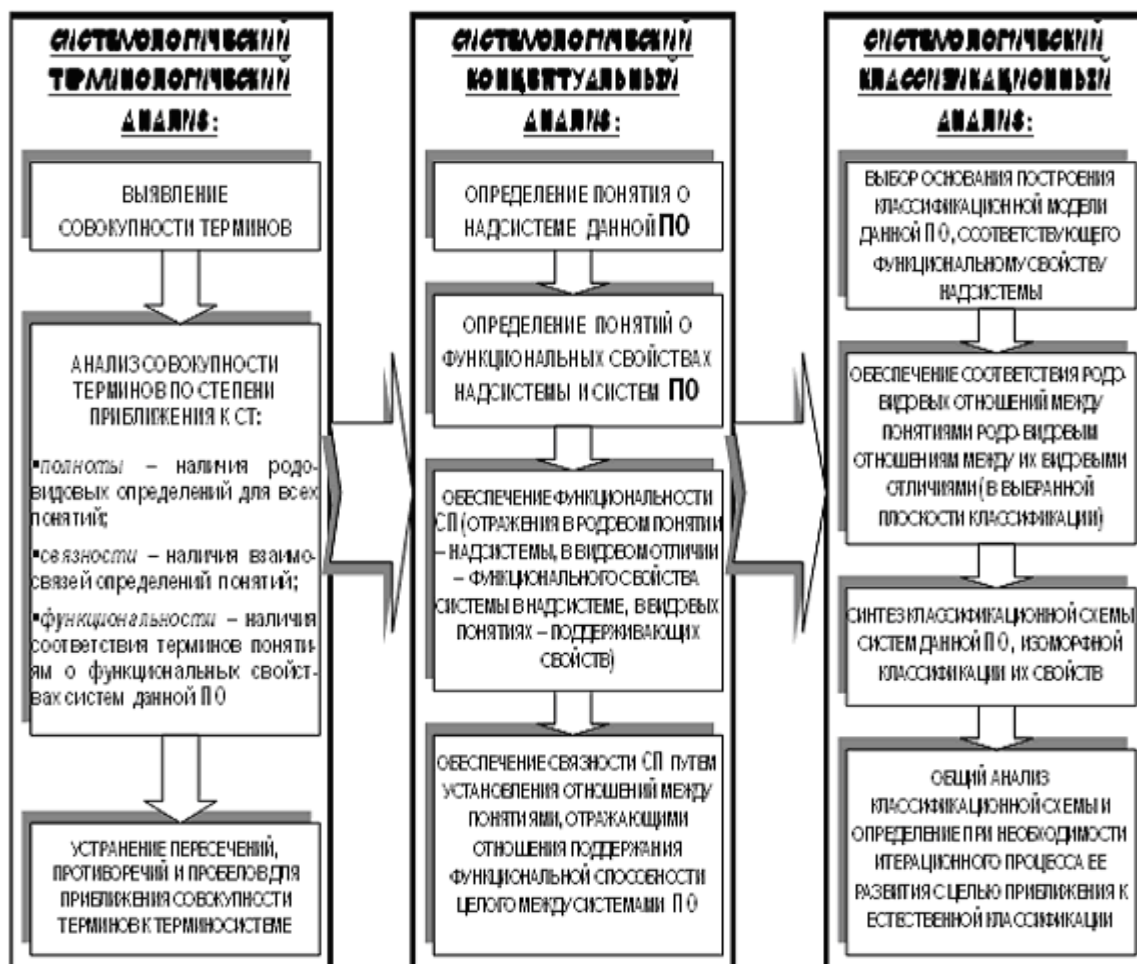 СИСТЕМОЛОГИЧЕСКИЙ
ТЕРМИНОЛОГИЧЕСКИЙ
АНАЛИЗ:
ВЫЯВЛЕНИЕ
СОВОКУПНОСТИ ТЕРМИНОВ
АНАЛИЗ СОВОКУПНОСТИ
ТЕРМИНОВ ПО СТЕПЕНИ
ПРИБЛИЖЕНИЯ К СТ:
▪полноты – наличия родо-
видовых определений для всех
понятий;
▪связности – наличия взаимо-
связей определений понятий;
▪функциональности – наличия
соответствия терминов поняти-
ям о функциональных свойст-
вах систем данной ПО
УСТРАНЕНИЕ ПЕРЕСЕЧЕНИЙ,
ПРОТИВОРЕЧИЙ И ПРОБЕЛОВ ДЛЯ
ПРИБЛИЖЕНИЯ СОВОКУПНОСТИ
ТЕРМИНОВ К ТЕРМИНОСИСТЕМЕ
СИСТЕМОЛОГИЧЕСКИЙ
КОНЦЕПТУАЛЬНЫЙ
АНАЛИЗ:
ОПРЕДЕЛЕНИЕ ПОНЯТИЯ О
НАДСИСТЕМЕ ДАННОЙ ПО
ОПРЕДЕЛЕНИЕ ПОНЯТИЙ О
ФУНКЦИОНАЛЬНЫХ СВОЙСТВАХ
НАДСИСТЕМЫ И СИСТЕМ ПО
ОБЕСПЕЧЕНИЕ ФУНКЦИОНАЛЬНОСТИ
СП (ОТРАЖЕНИЯ В РОДОВОМ ПОНЯТИИ
– НАДСИСТЕМЫ, В ВИДОВОМ ОТЛИЧИИ
– ФУНКЦИОНАЛЬНОГО СВОЙСТВА
СИСТЕМЫ В НАДСИСТЕМЕ, В ВИДОВЫХ
ПОНЯТИЯХ – ПОДДЕРЖИВАЮЩИХ
СВОЙСТВ)
ОБЕСПЕЧЕНИЕ СВЯЗНОСТИ СП ПУТЕМ
УСТАНОВЛЕНИЯ ОТНОШЕНИЙ МЕЖДУ
ПОНЯТИЯМИ, ОТРАЖАЮЩИМИ
ОТНОШЕНИЯ ПОДДЕРЖАНИЯ
ФУНКЦИОНАЛЬНОЙ СПОСОБНОСТИ
ЦЕЛОГО МЕЖДУ СИСТЕМАМИ ПО
СИСТЕМОЛОГИЧЕСКИЙ
КЛАССИФИКАЦИОННЫЙ
АНАЛИЗ:
ВЫБОР ОСНОВАНИЯ ПОСТРОЕНИЯ
КЛАССИФИКАЦИОННОЙ МОДЕЛИ
ДАННОЙ ПО, СООТВЕТСТВУЮЩЕГО
ФУНКЦИОНАЛЬНОМУ СВОЙСТВУ
НАДСИСТЕМЫ
ОБЕСПЕЧЕНИЕ СООТВЕТСТВИЯ РОДО-
ВИДОВЫХ ОТНОШЕНИЙ МЕЖДУ
ПОНЯТИЯМИ РОДО-ВИДОВЫМ
ОТНОШЕНИЯМ МЕЖДУ ИХ ВИДОВЫМИ
ОТЛИЧИЯМИ (В ВЫБРАННОЙ
ПЛОСКОСТИ КЛАССИФИКАЦИИ)
СИНТЕЗ КЛАССИФИКАЦИОННОЙ СХЕМЫ
СИСТЕМ ДАННОЙ ПО, ИЗОМОРФНОЙ
КЛАССИФИКАЦИИ ИХ СВОЙСТВ
ОБЩИЙ АНАЛИЗ
КЛАССИФИКАЦИОННОЙ СХЕМЫ И
ОПРЕДЕЛЕНИЕ ПРИ НЕОБХОДИМОСТИ
ИТЕРАЦИОННОГО ПРОЦЕССА ЕЕ
РАЗВИТИЯ С ЦЕЛЬЮ ПРИБЛИЖЕНИЯ К
ЕСТЕСТВЕННОЙ КЛАССИФИКАЦИИ